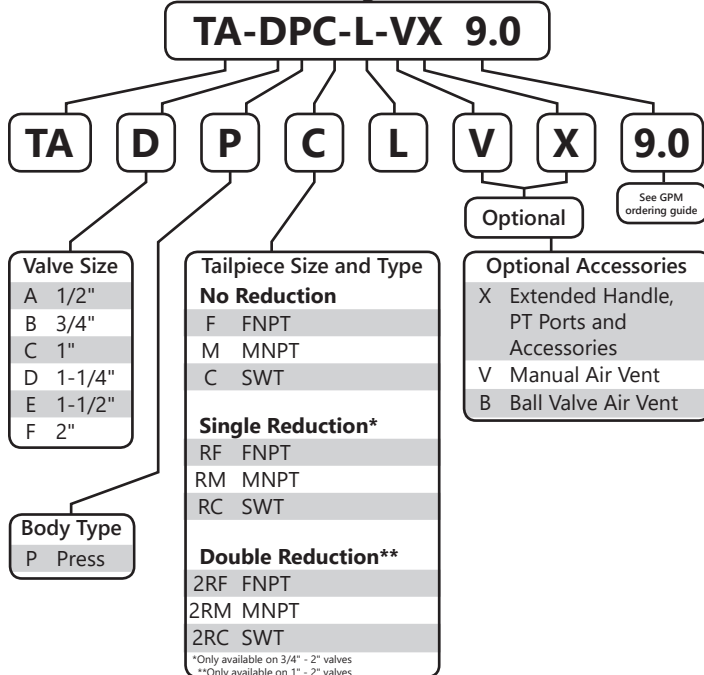 TA-DPC-L-VX 9.0
TA D P C L V X 9.0
See GPM
ordering guide
Optional
Valve Size
A 1/2"
B 3/4"
C 1"
D 1-1/4"
E 1-1/2"
F 2"
Body Type
P Press
Tailpiece Size and Type
No Reduction
F FNPT
M MNPT
C SWT
Single Reduction*
RF FNPT
RM MNPT
RC SWT
Double Reduction**
2RF FNPT
2RM MNPT
2RC SWT
*Only available on 3/4" - 2" valves
**Only available on 1" - 2" valves
Optional Accessories
X Extended Handle,
PT Ports and
Accessories
V Manual Air Vent
B Ball Valve Air Vent